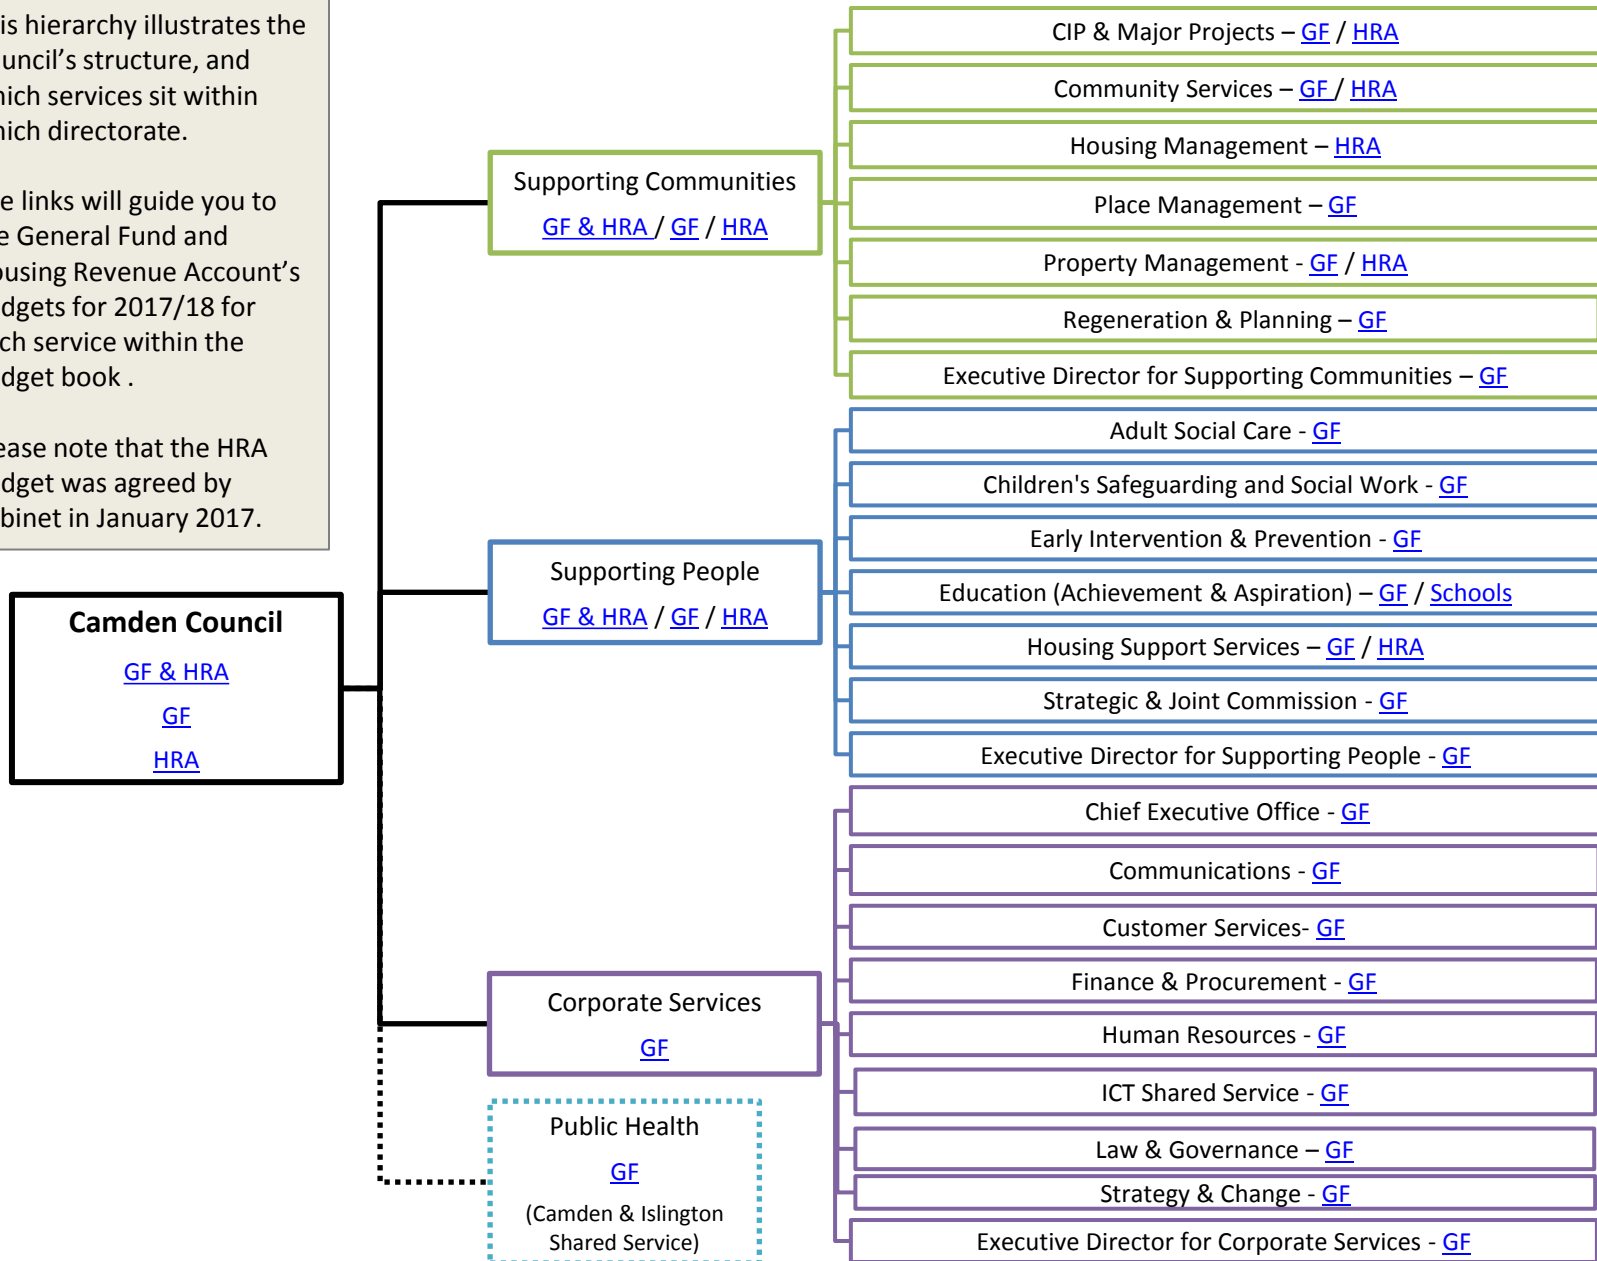 is hierarchy illustrates the
uncil’s structure, and
hich services sit within
hich directorate.
e links will guide you to
e General Fund and
ousing Revenue Account’s
dgets for 2017/18 for
ch service within the
dget book .
ease note that the HRA
dget was agreed by
binet in January 2017.
Camden Council
GF & HRA
GF
HRA
Supporting Communities
GF & HRA / GF / HRA
CIP & Major Projects – GF / HRA
Community Services – GF / HRA
Housing Management – HRA
Place Management – GF
Property Management - GF / HRA
Regeneration & Planning – GF
Executive Director for Supporting Communities – GF
Supporting People
GF & HRA / GF / HRA
Adult Social Care - GF
Children's Safeguarding and Social Work - GF
Early Intervention & Prevention - GF
Education (Achievement & Aspiration) – GF / Schools
Housing Support Services – GF / HRA
Strategic & Joint Commission - GF
Executive Director for Supporting People - GF
Corporate Services
GF
Chief Executive Office - GF
Communications - GF
Customer Services- GF
Finance & Procurement - GF
Human Resources - GF
ICT Shared Service - GF
Law & Governance – GF
Strategy & Change - GF
Executive Director for Corporate Services - GF
Public Health
GF
(Camden & Islington
Shared Service)